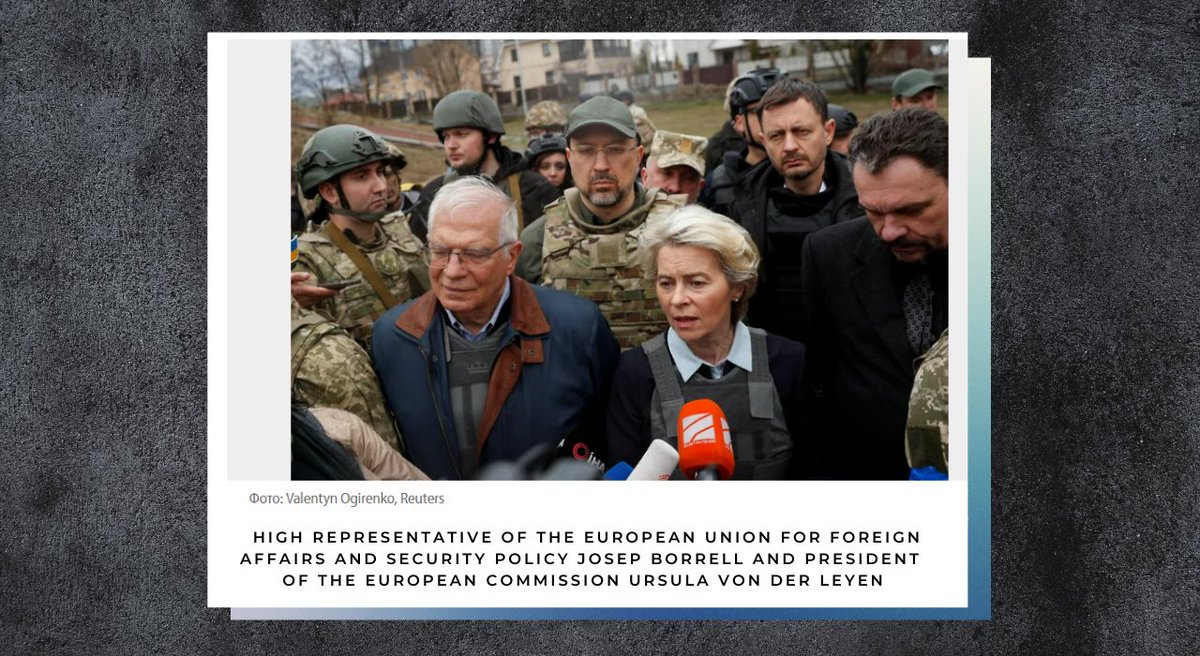 İHA
Фото: Valentyn Ogirenko, Reuters
HIGH REPRESENTATIVE OF THE EUROPEAN UNION FOR FOREIGN
AFFAIRS AND SECURITY POLICY JOSEP BORRELL AND PRESIDENT
OF THE EUROPEAN COMMISSION URSULA VON DER LEYEN